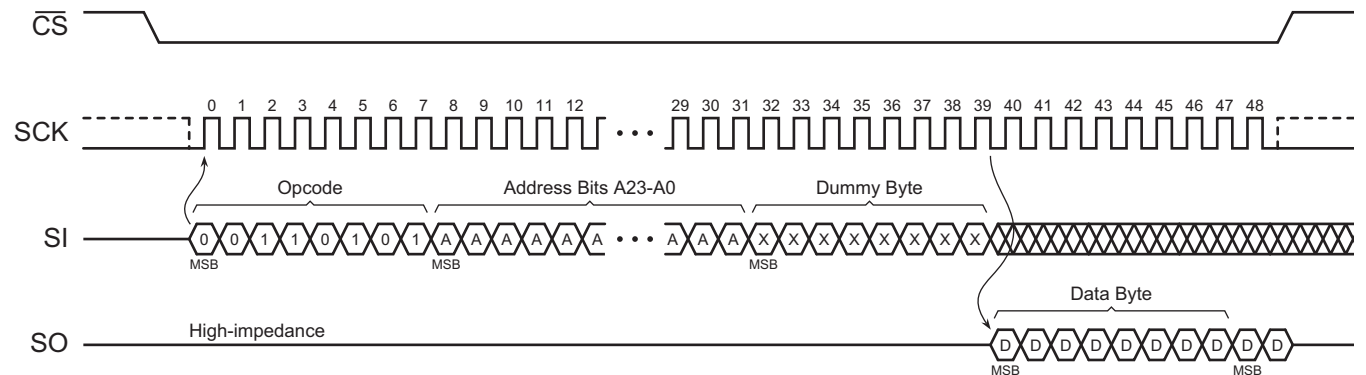 CS
0 1 2 3 4 5 6 7 8 9 10 11 12 29 30 31 32 33 34 35 36 37 38 39 40 41 42 43 44 45 46 47 48
SCK
Opcode Address Bits A23-A0 Dummy Byte
SI 0 0 1 1 0 1 0 1 A A A A A A A A A X X X X X X X X
MSB MSB MSB
Data Byte
High-impedance
SO D D D D D D D D D D
MSB MSB